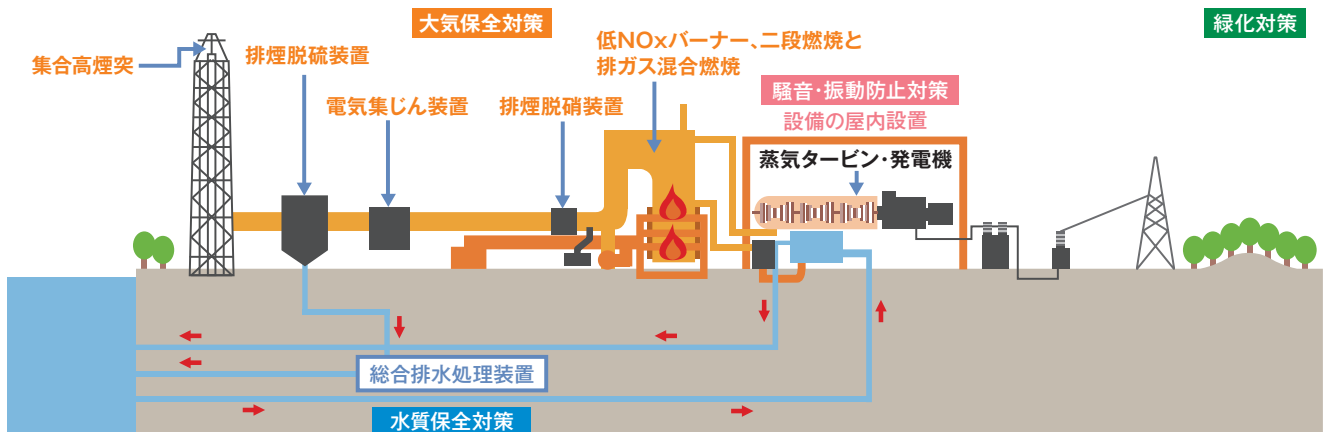 大気保全対策
緑化対策
集合高煙突
排煙脱硫装置
電気集じん装置
排煙脱硝装置
低NOxバーナー、二段燃焼と
排ガス混合燃焼
騒音・振動防止対策
設備の屋内設置
蒸気タービン・発電機
総合排水処理装置
水質保全対策